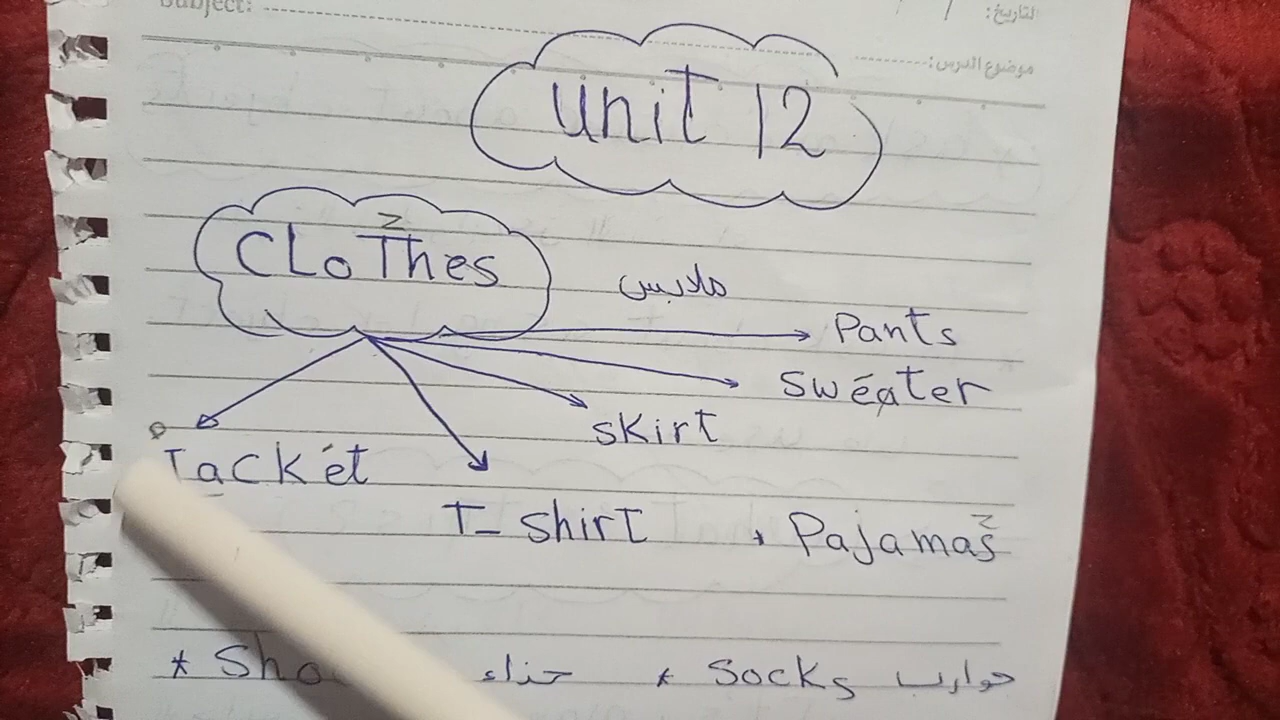 Subject:
التاريخ: / /
موضوع الدرس:
Unit 12
CLoThes
z
ملابس
Pants
Sweater
Skirt
Jacket
T- Shirt
, Pajamas
z
* Sho حذاء * Socks جوارب